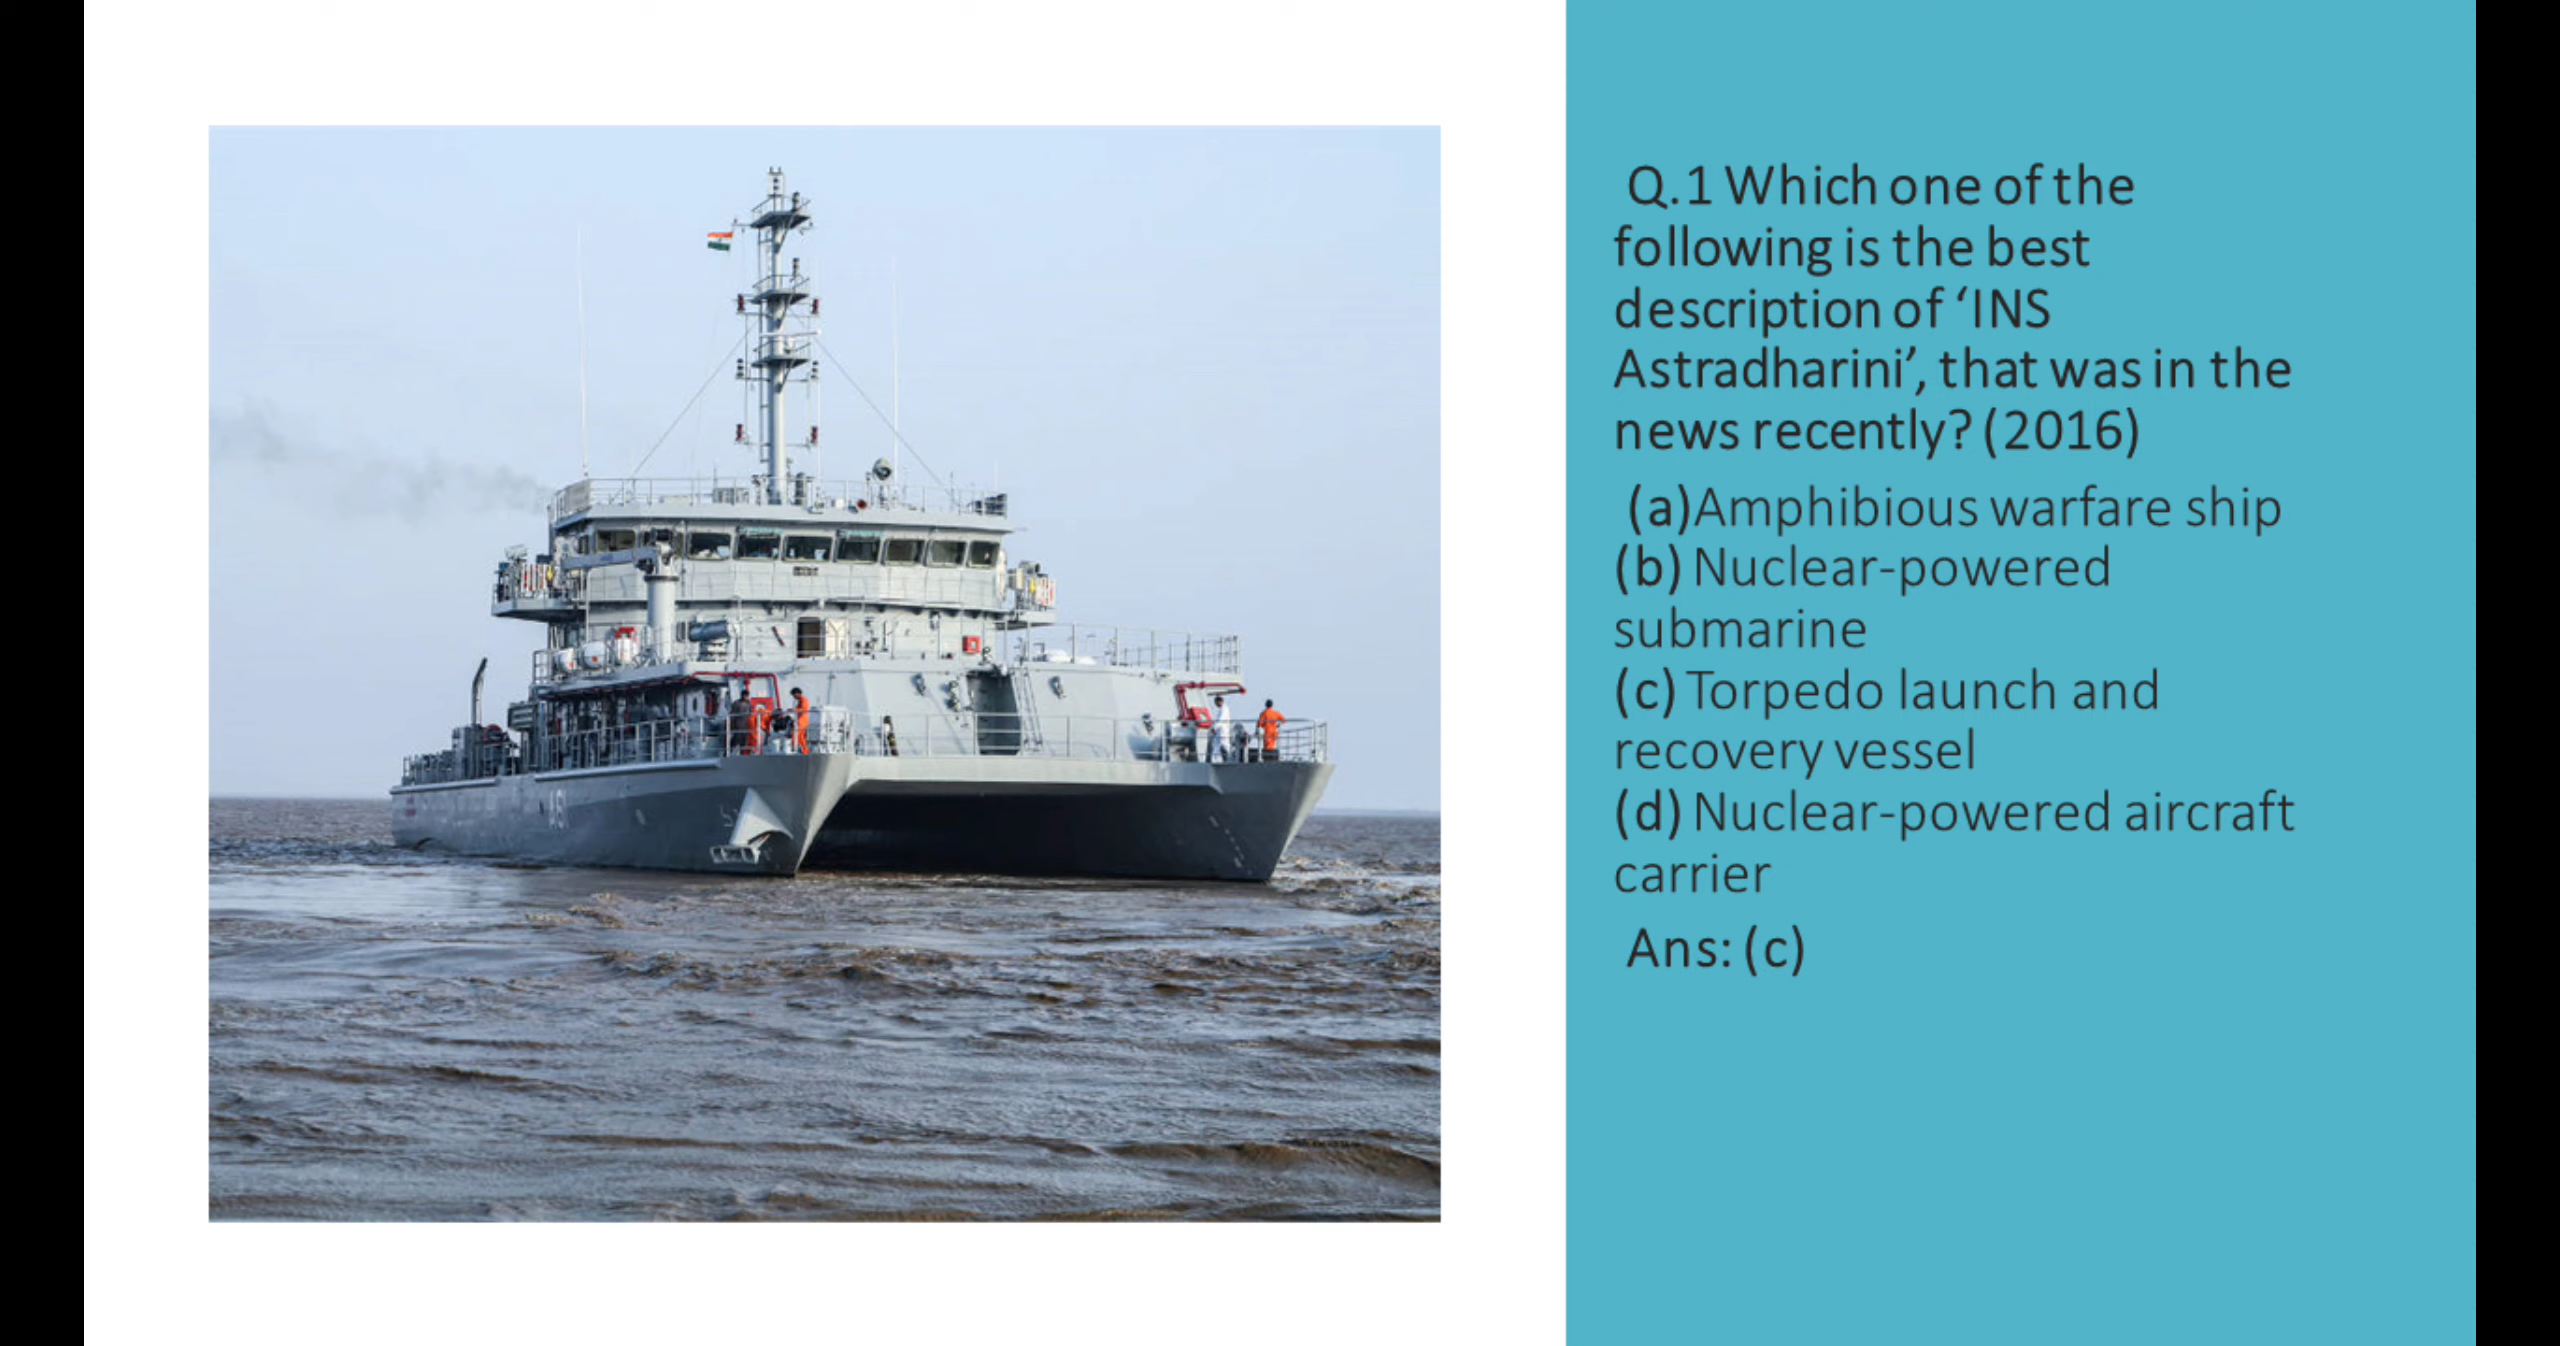 Q.1 Which one of the
following is the best
description of ‘INS
Astradharini’, that was in the
news recently? (2016)
(a)Amphibious warfare ship
(b) Nuclear-powered
submarine
(c) Torpedo launch and
recovery vessel
(d) Nuclear-powered aircraft
carrier
Ans: (c)
A61